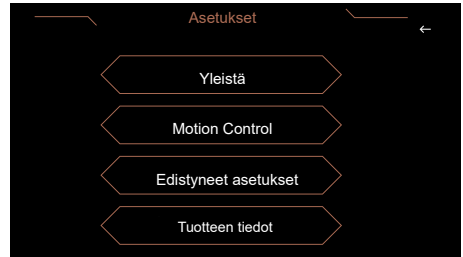 Asetukset
←
Yleistä
Motion Control
Edistyneet asetukset
Tuotteen tiedot